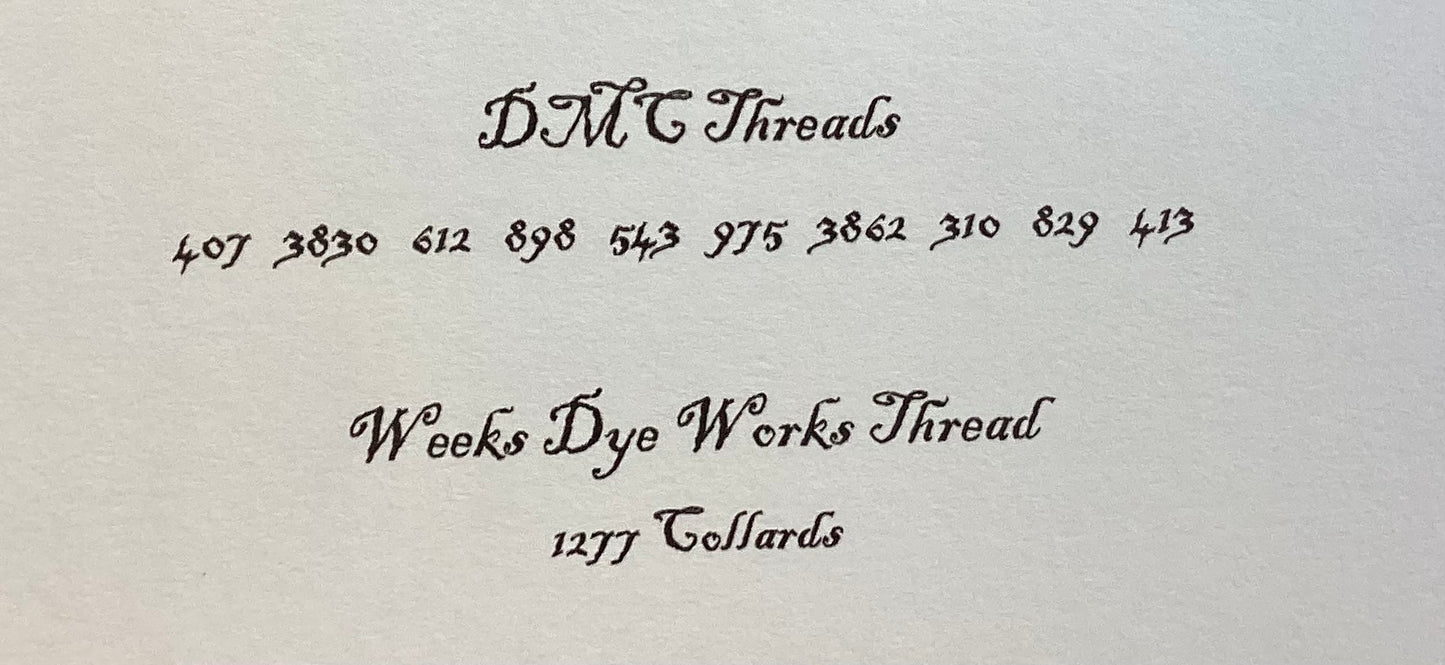 DMC Threads
407 3830 612 898 543 975 3862 310 829 413
Weeks Dye Works Thread
1277 Collards